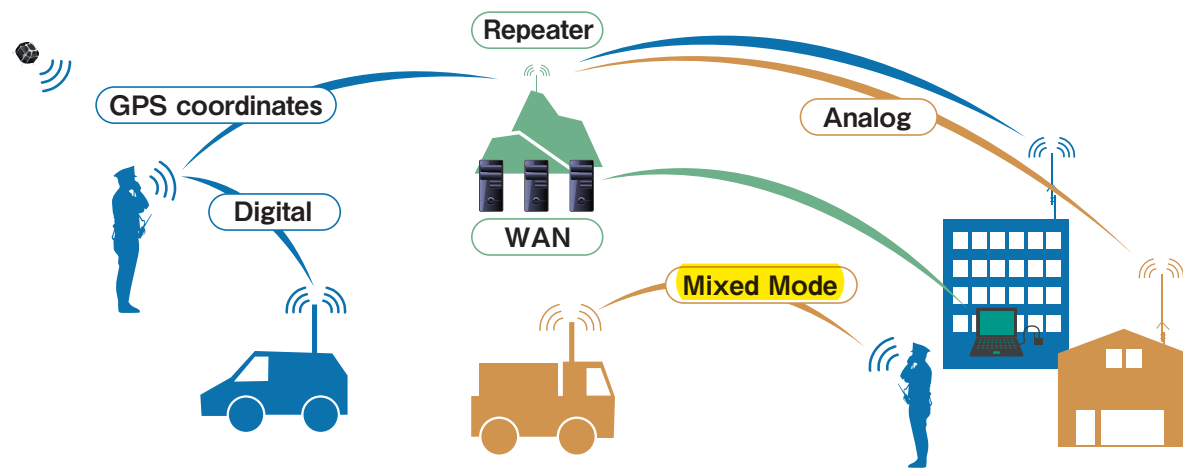 Repeater
GPS coordinates
Analog
Digital
WAN
Mixed Mode